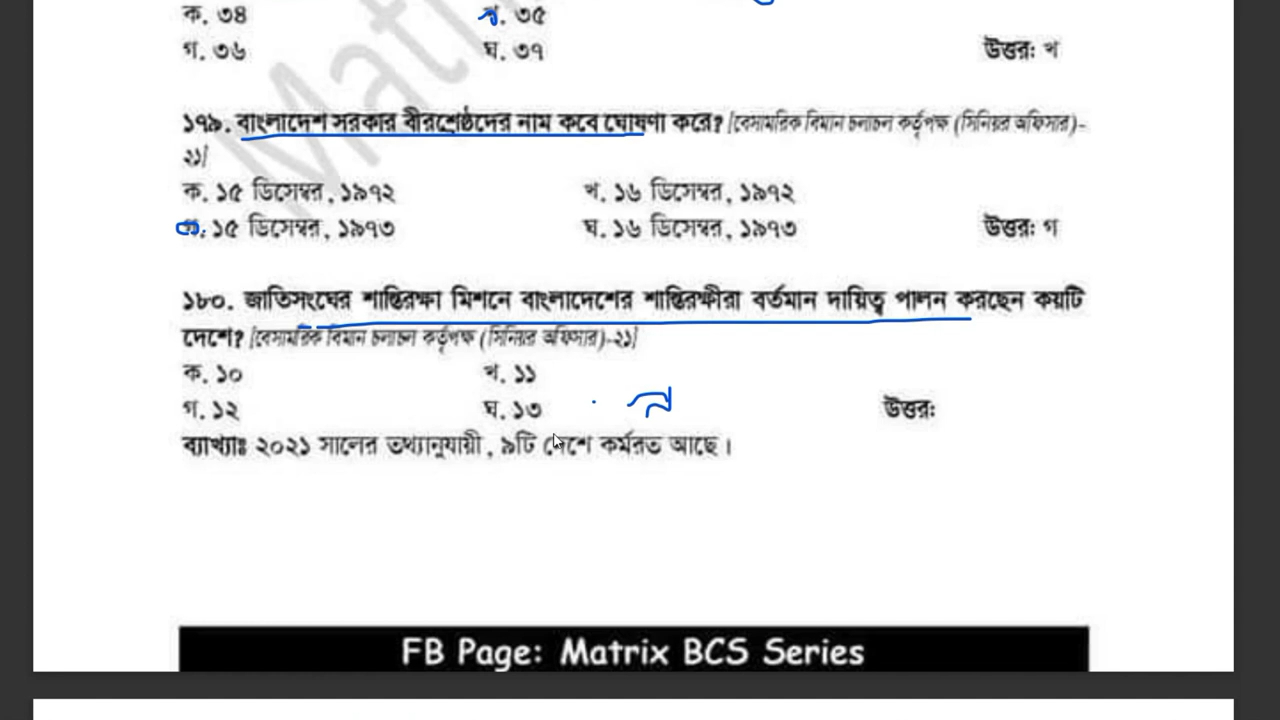 ক. ৩৪ খ. ৩৫
গ. ৩৬ ঘ. ৩৭ উত্তর: খ
Mat
১৭৯. বাংলাদেশ সরকার বীরশ্রেষ্ঠদের নাম কবে ঘোষণা করে? [বেসামরিক বিমান চলাচল কর্তৃপক্ষ (সিনিয়র অফিসার)-
২১]
ক. ১৫ ডিসেম্বর, ১৯৭২ খ. ১৬ ডিসেম্বর, ১৯৭২
গ. ১৫ ডিসেম্বর, ১৯৭৩ ঘ. ১৬ ডিসেম্বর, ১৯৭৩ উত্তর: গ
১৮০. জাতিসংঘের শান্তিরক্ষা মিশনে বাংলাদেশের শান্তিরক্ষীরা বর্তমান দায়িত্ব পালন করছেন কয়টি
দেশে? [বেসামরিক বিমান চলাচল কর্তৃপক্ষ (সিনিয়র অফিসার)-২১]
ক. ১০ খ. ১১
গ. ১২ ঘ. ১৩ উত্তর:
ব্যাখ্যাঃ ২০২১ সালের তথ্যানুযায়ী, ৯টি দেশে কর্মরত আছে।
FB Page: Matrix BCS Series